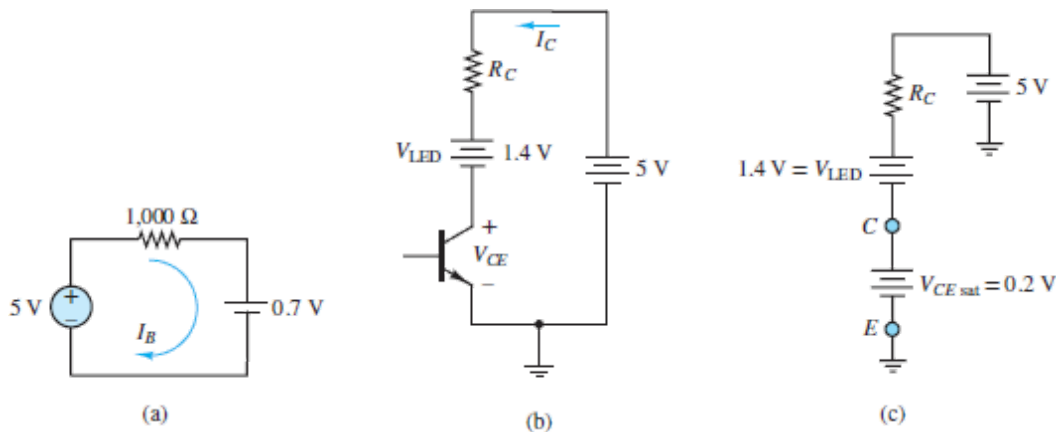 1,000 Ω
5 V
+
−
I_B
0.7 V
(a)
I_C
R_C
V_LED
1.4 V
5 V
+
V_CE
−
(b)
R_C
5 V
1.4 V = V_LED
C
V_CE sat = 0.2 V
E
(c)